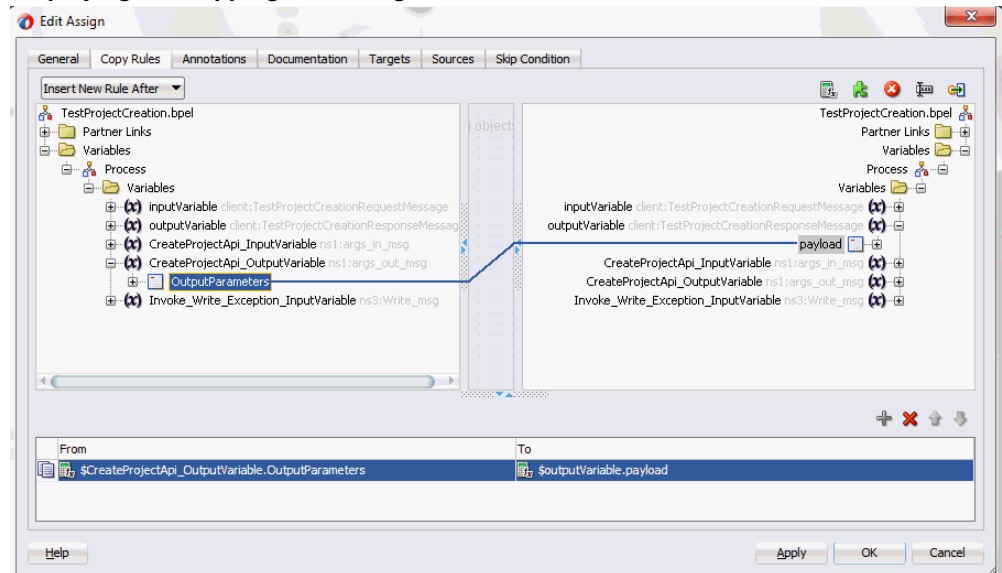 Edit Assign
General Copy Rules Annotations Documentation Targets Sources Skip Condition
Insert New Rule After
TestProjectCreation.bpel
Partner Links
Variables
Process
Variables
inputVariable client:TestProjectCreationRequestMessage
outputVariable client:TestProjectCreationResponseMessag
CreateProjectApi_InputVariable ns1:args_in_msg
CreateProjectApi_OutputVariable ns1:args_out_msg
OutputParameters
Invoke_Write_Exception_InputVariable ns3:Write_msg
object
TestProjectCreation.bpel
Partner Links
Variables
Process
Variables
inputVariable client:TestProjectCreationRequestMessage
outputVariable client:TestProjectCreationResponseMessage
payload
CreateProjectApi_InputVariable ns1:args_in_msg
CreateProjectApi_OutputVariable ns1:args_out_msg
Invoke_Write_Exception_InputVariable ns3:Write_msg
From To
$CreateProjectApi_OutputVariable.OutputParameters $outputVariable.payload
Help Apply OK Cancel